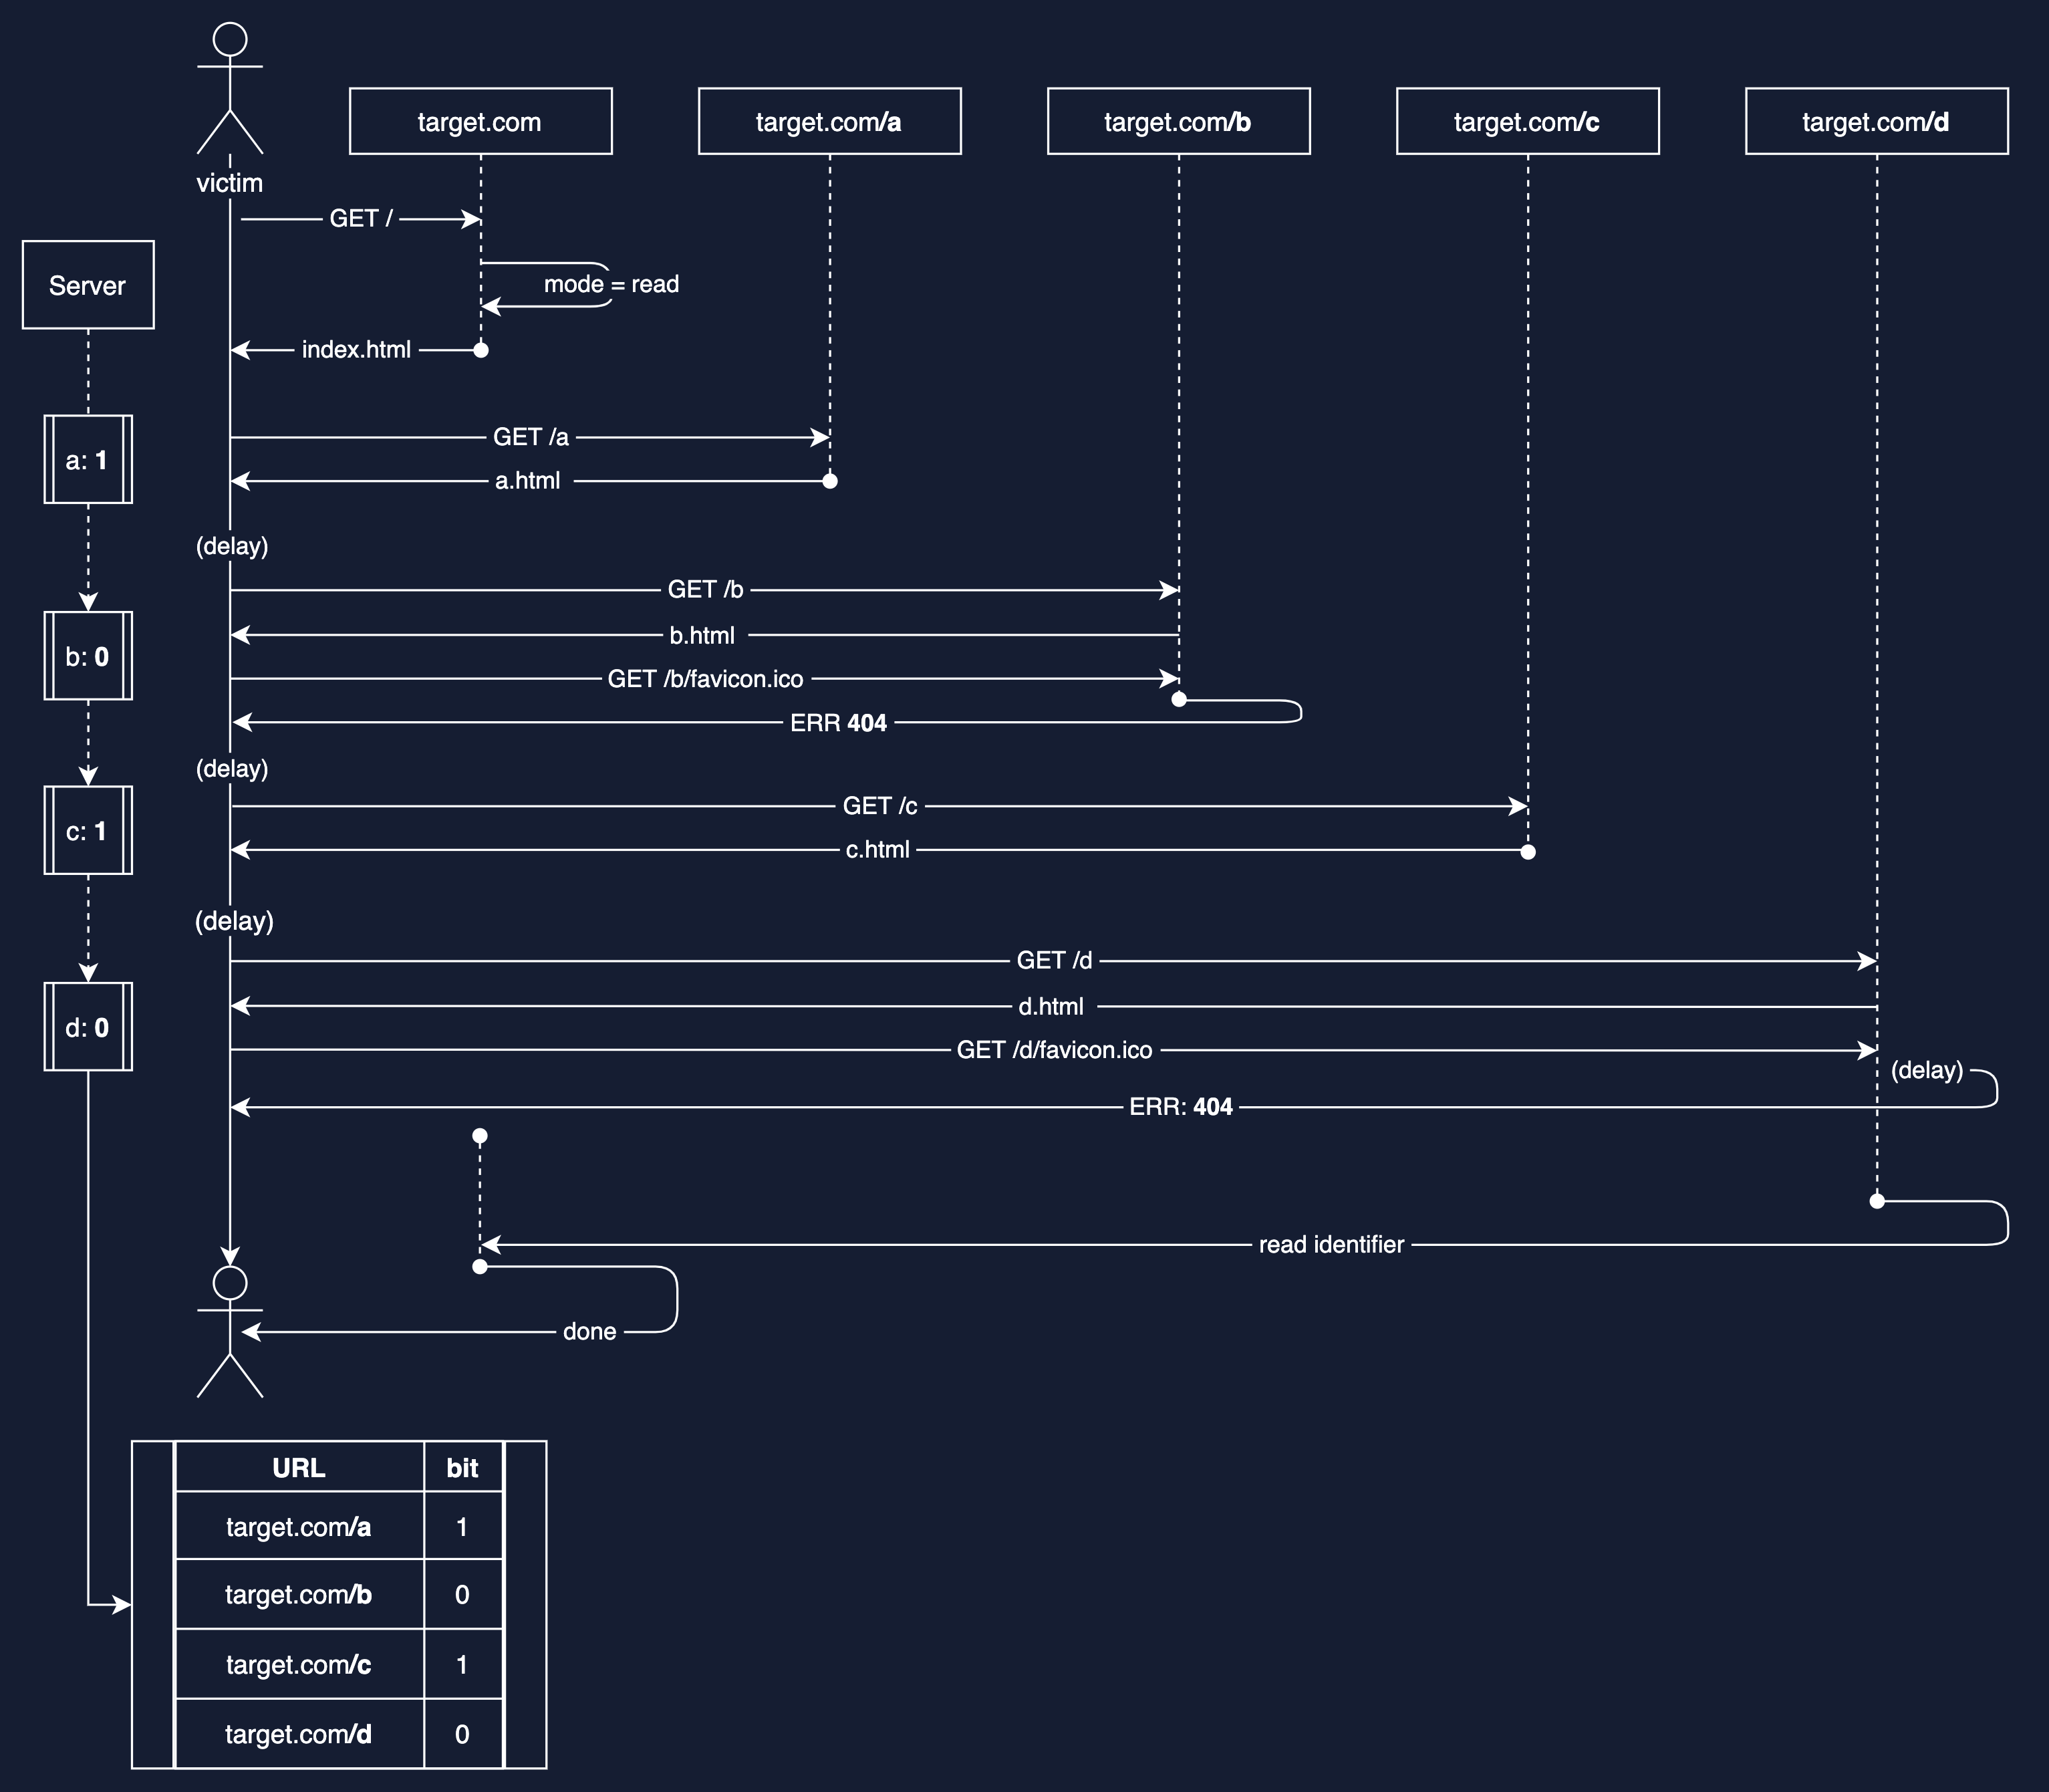 target.com
target.com/a
target.com/b
target.com/c
target.com/d
victim
GET /
Server
mode = read
index.html
GET /a
a: 1
a.html
(delay)
GET /b
b.html
b: 0
GET /b/favicon.ico
ERR 404
(delay)
GET /c
c: 1
c.html
(delay)
GET /d
d.html
d: 0
GET /d/favicon.ico
(delay)
ERR: 404
read identifier
done
URL bit
target.com/a 1
target.com/b 0
target.com/c 1
target.com/d 0